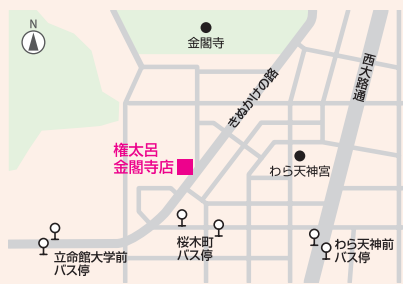 N
金閣寺
西大路通
きぬかけの路
権太呂
金閣寺店
わら天神宮
立命館大学前
バス停
桜木町
バス停
わら天神前
バス停